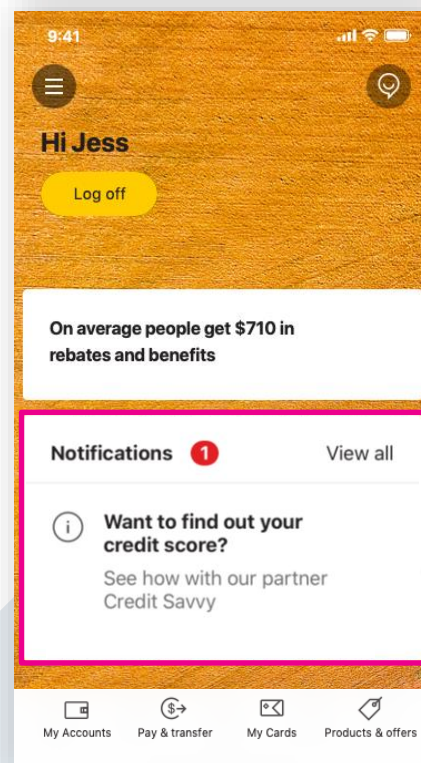 9:41
Hi Jess
Log off
On average people get $710 in
rebates and benefits
Notifications 1 View all
Want to find out your
credit score?
See how with our partner
Credit Savvy
My Accounts Pay & transfer My Cards Products & offers